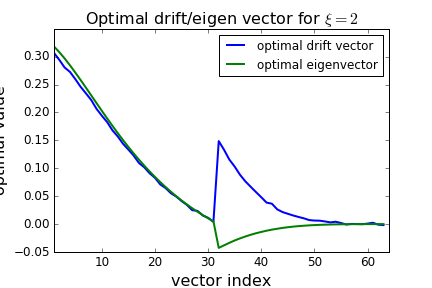 Optimal drift/eigen vector for ξ = 2
optimal drift vector
optimal eigenvector
0.30
0.25
0.20
0.15
0.10
0.05
0.00
−0.05
10 20 30 40 50 60
vector index